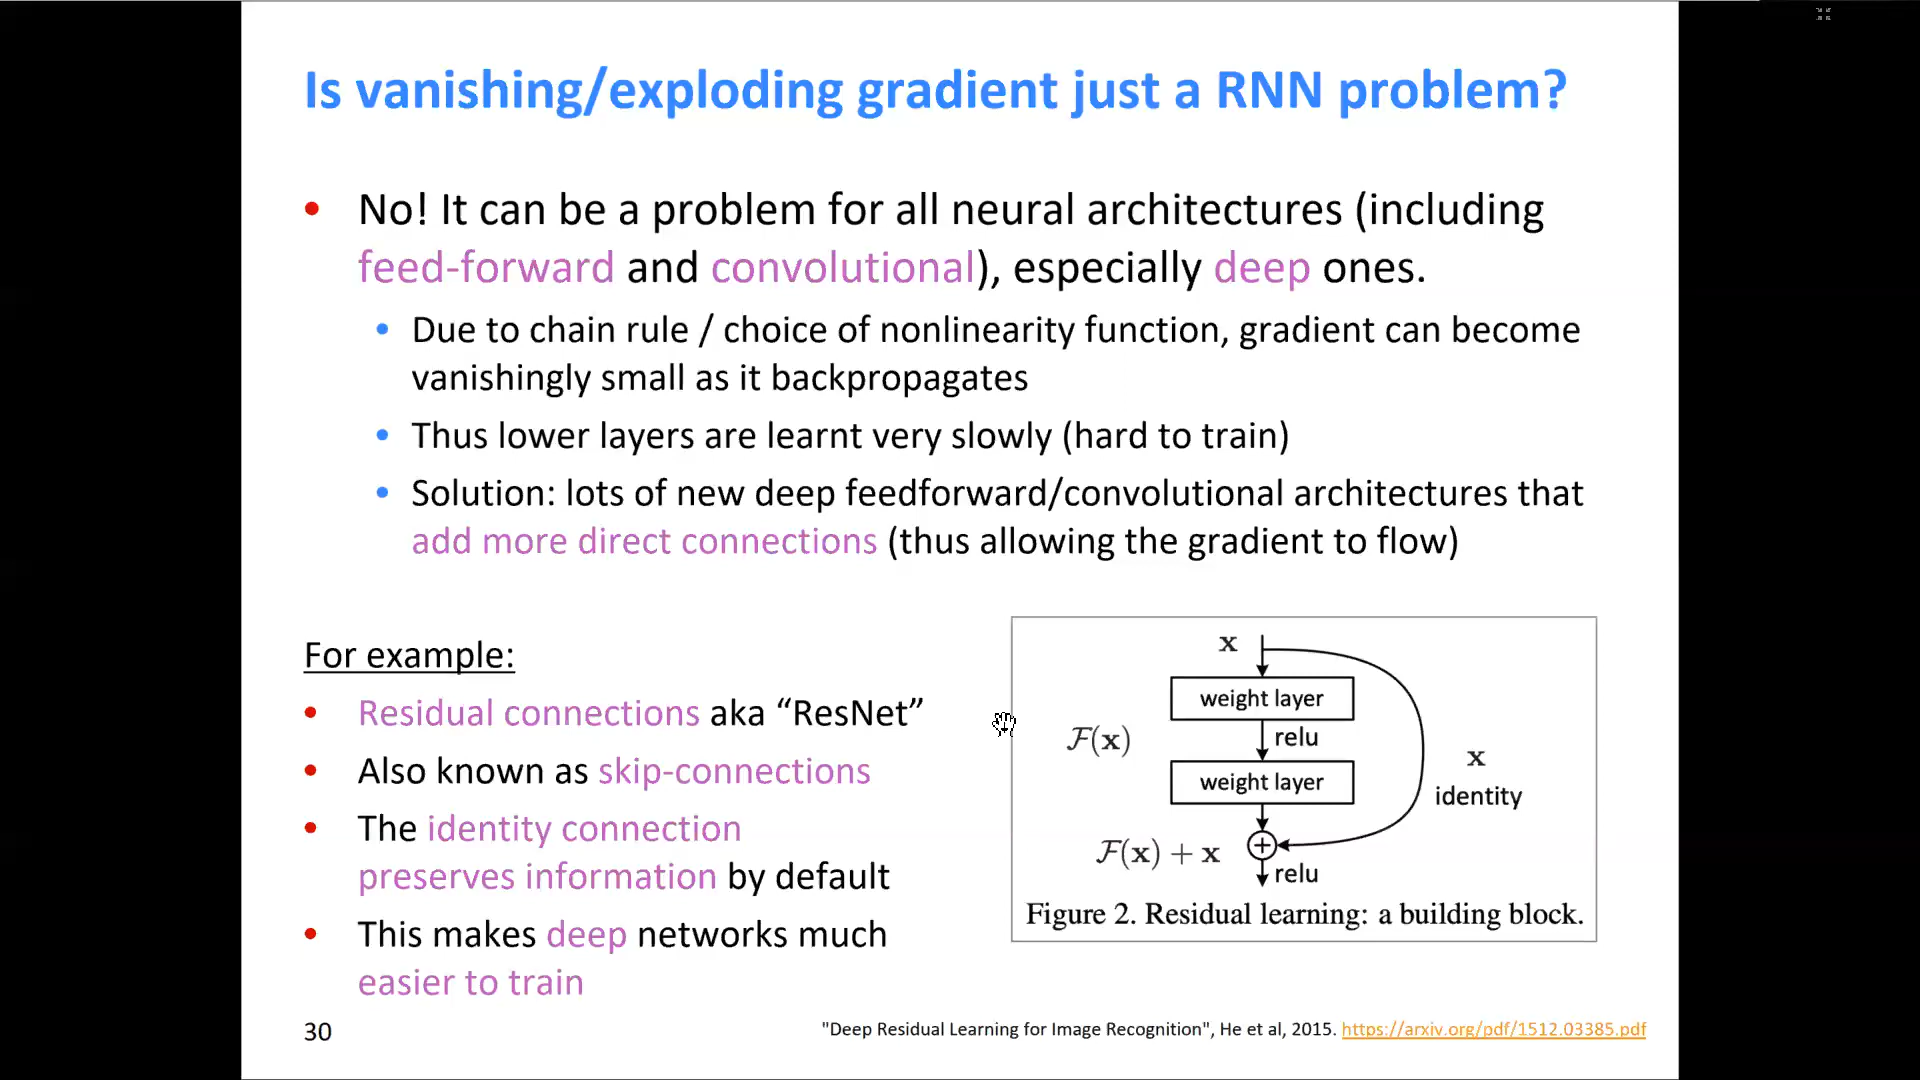 Is vanishing/exploding gradient just a RNN problem?
• No! It can be a problem for all neural architectures (including
feed-forward and convolutional), especially deep ones.
• Due to chain rule / choice of nonlinearity function, gradient can become
vanishingly small as it backpropagates
• Thus lower layers are learnt very slowly (hard to train)
• Solution: lots of new deep feedforward/convolutional architectures that
add more direct connections (thus allowing the gradient to flow)
For example:
• Residual connections aka “ResNet”
• Also known as skip-connections
• The identity connection
preserves information by default
• This makes deep networks much
easier to train
x
weight layer
F(x)
relu
weight layer
x
identity
F(x) + x
+
relu
Figure 2. Residual learning: a building block.
30
"Deep Residual Learning for Image Recognition", He et al, 2015. https://arxiv.org/pdf/1512.03385.pdf